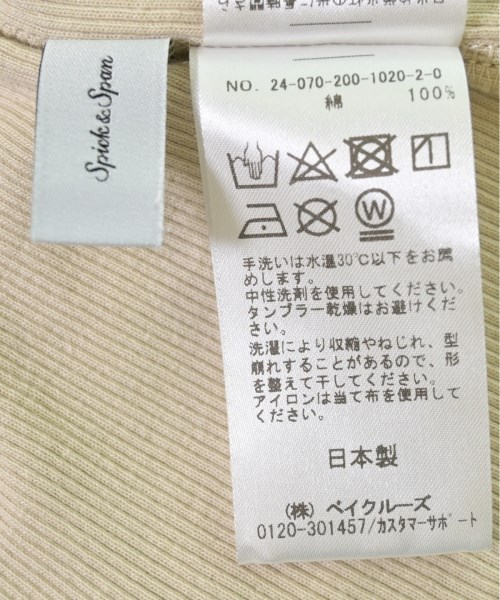 Spick & Span
NO. 24-070-200-1020-2-0
綿 100%
W
手洗いは水温30℃以下をお薦
めします。
中性洗剤を使用してください。
タンブラー乾燥はお避けくだ
さい。
洗濯により収縮やねじれ、型
崩れすることがあるので、形
を整えて干してください。
アイロンは当て布を使用して
ください。
日本製
(株) ベイクルーズ
0120-301457/カスタマーサポート